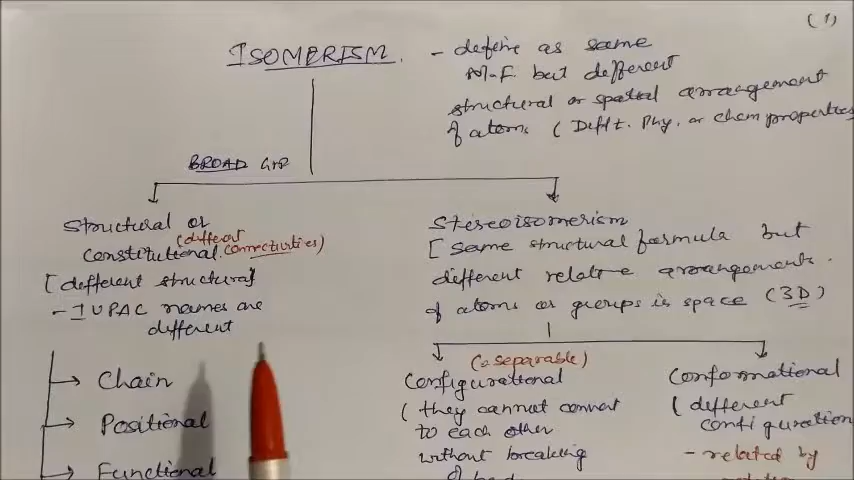 (1)
ISOMERISM.
- define as same
M.F. but different
structural or spatial arrangement
of atoms ( Difft. Phy. or chem properties
BROAD GrP
Structural or
(different
Constitutional. connectivities)
[different structural]
- IUPAC names are
different
Chain
Positional
Functional
Stereoisomerism
[ Same structural formula but
different relative arrangements.
of atoms or groups in space (3D)
(separable)
Configurational
( they cannot convert
to each other
without breaking
of
Conformational
( different
configuration
- related by